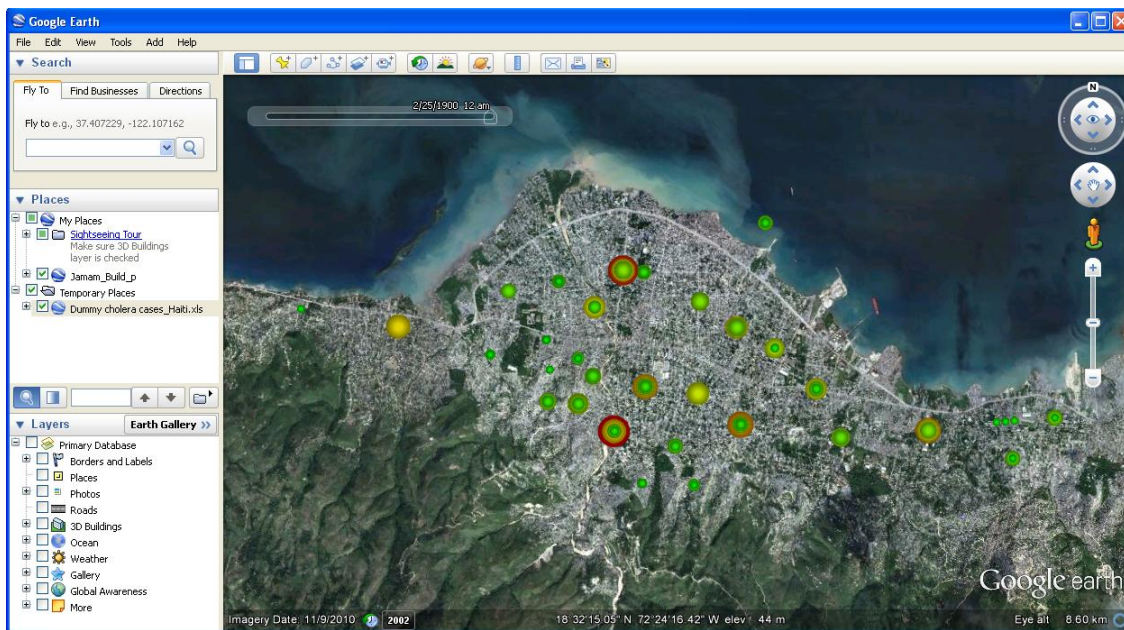 Google Earth
File Edit View Tools Add Help
Search
Fly To Find Businesses Directions
Fly to e.g., 37.407229, -122.107162
Places
My Places
Sightseeing Tour
Make sure 3D Buildings
layer is checked
Jamam_Build_p
Temporary Places
Dummy cholera cases_Haiti.xls
Layers Earth Gallery >>
Primary Database
Borders and Labels
Places
Photos
Roads
3D Buildings
Ocean
Weather
Gallery
Global Awareness
More
2/25/1900 12 am
N
Google earth
Imagery Date: 11/9/2010 2002 18 32'15.05" N 72 24'16.42" W elev 44 m Eye alt 8.60 km